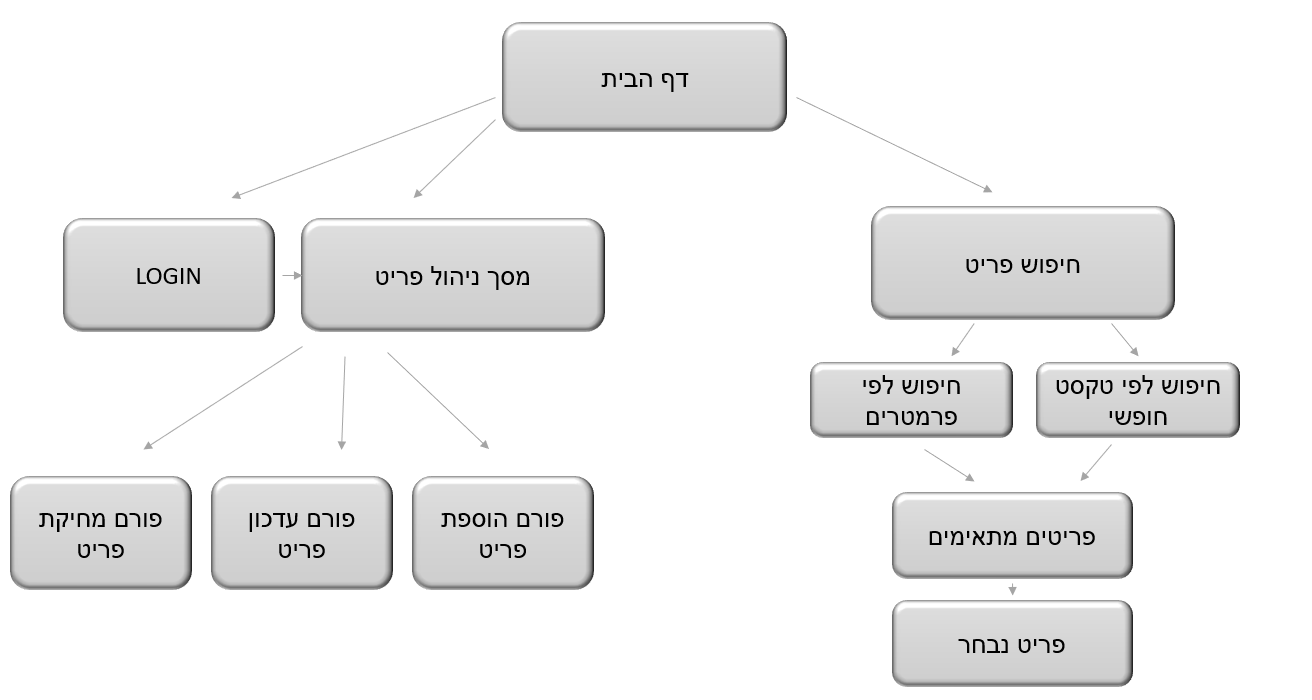 דף הבית
חיפוש פריט
מסך ניהול פריט
LOGIN
חיפוש לפי טקסט
חופשי
חיפוש לפי
פרמטרים
פריטים מתאימים
פריט נבחר
פורם הוספת
פריט
פורם עדכון
פריט
פורם מחיקת
פריט